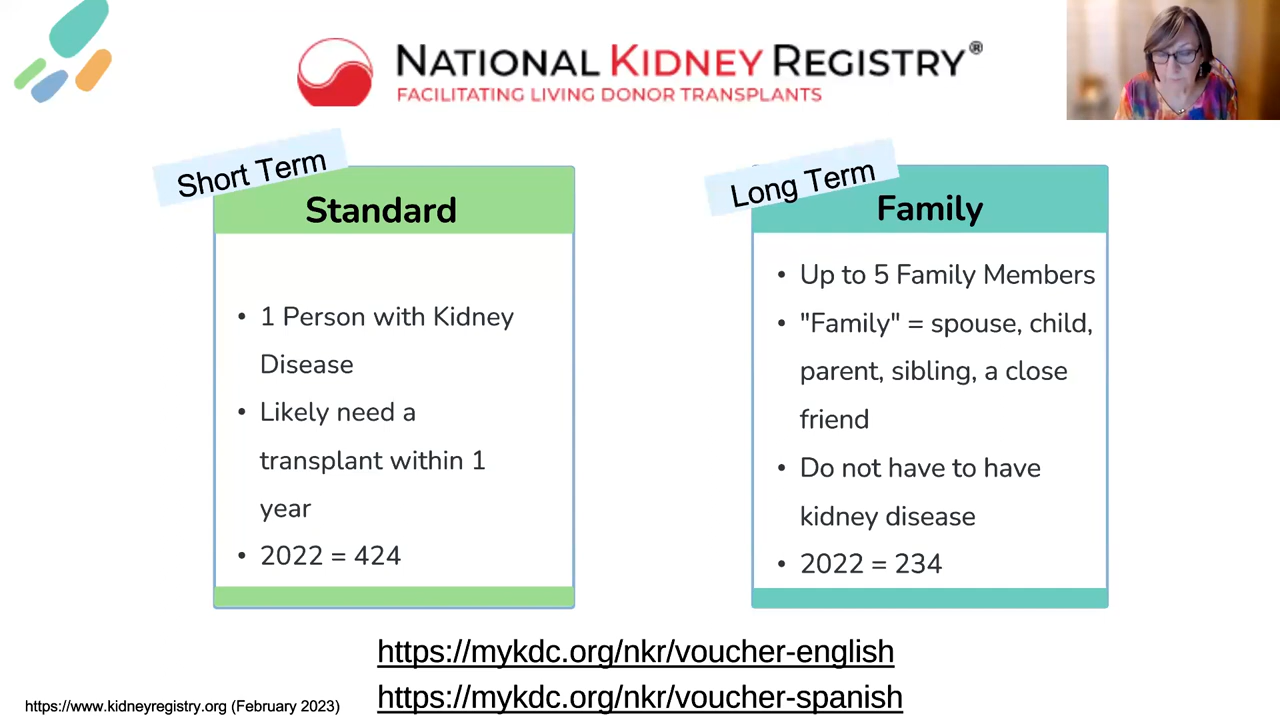 NATIONAL KIDNEY REGISTRY®
FACILITATING LIVING DONOR TRANSPLANTS
Short Term
Standard
• 1 Person with Kidney
Disease
• Likely need a
transplant within 1
year
• 2022 = 424
Long Term
Family
• Up to 5 Family Members
• "Family" = spouse, child,
parent, sibling, a close
friend
• Do not have to have
kidney disease
• 2022 = 234
https://mykdc.org/nkr/voucher-english
https://mykdc.org/nkr/voucher-spanish
https://www.kidneyregistry.org (February 2023)